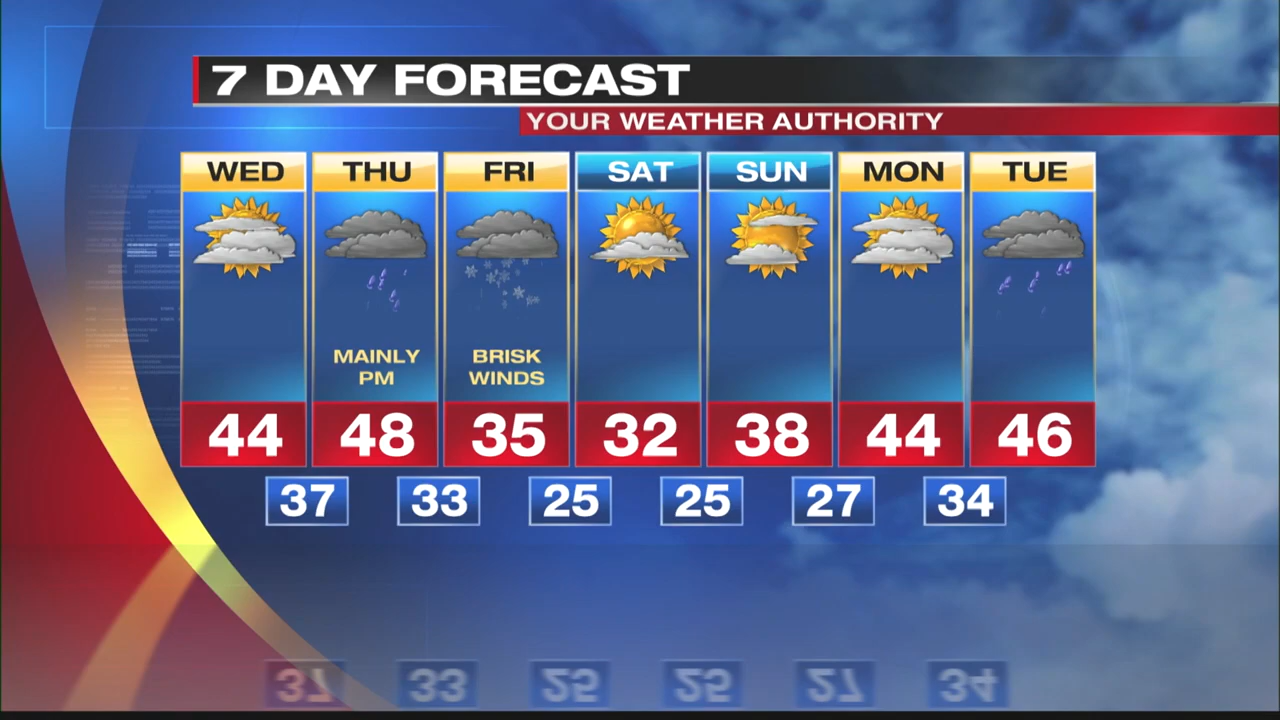 7 DAY FORECAST
YOUR WEATHER AUTHORITY
WED THU FRI SAT SUN MON TUE
MAINLY PM
BRISK WINDS
44 48 35 32 38 44 46
37 33 25 25 27 34